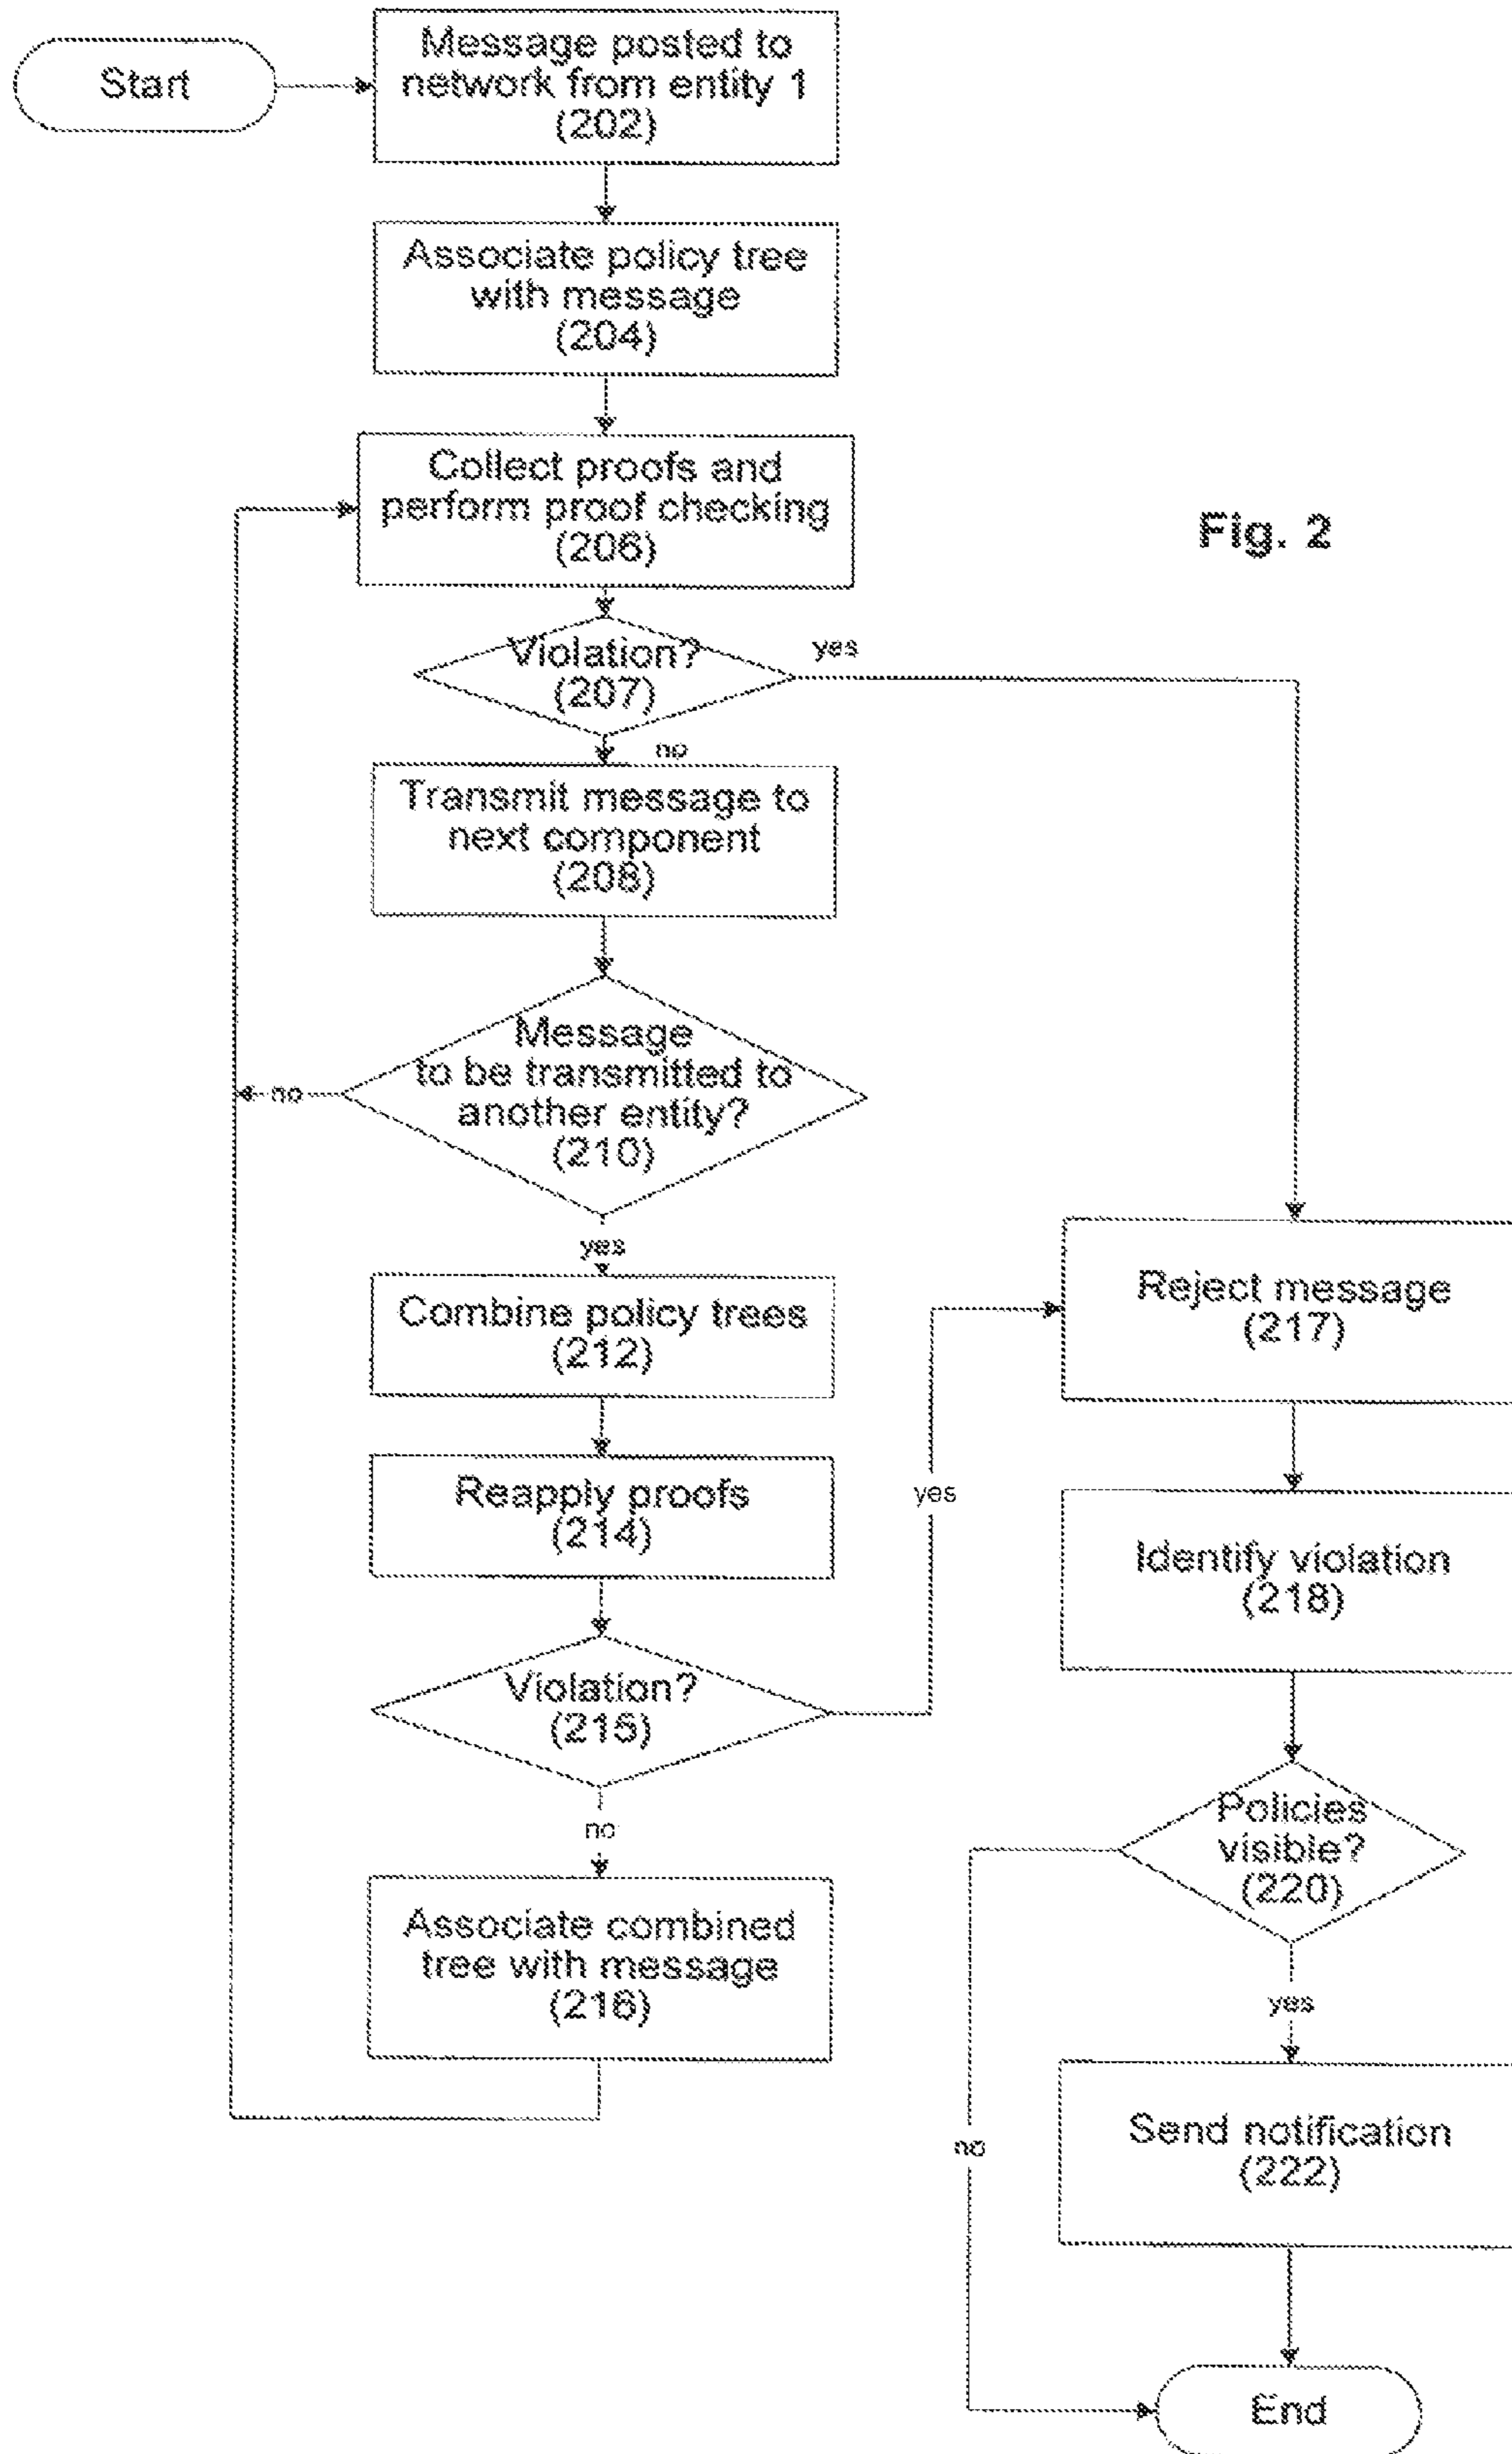 Start
Message posted to
network from entity 1
(202)
Associate policy tree
with message
(204)
Collect proofs and
perform proof checking
(206)
Fig. 2
Violation?
(207)
yes
no
Transmit message to
next component
(208)
Message
to be transmitted to
another entity?
(210)
no
yes
Combine policy trees
(212)
Reapply proofs
(214)
Violation?
(215)
yes
no
Associate combined
tree with message
(216)
Reject message
(217)
Identify violation
(218)
Policies
visible?
(220)
yes
no
Send notification
(222)
End